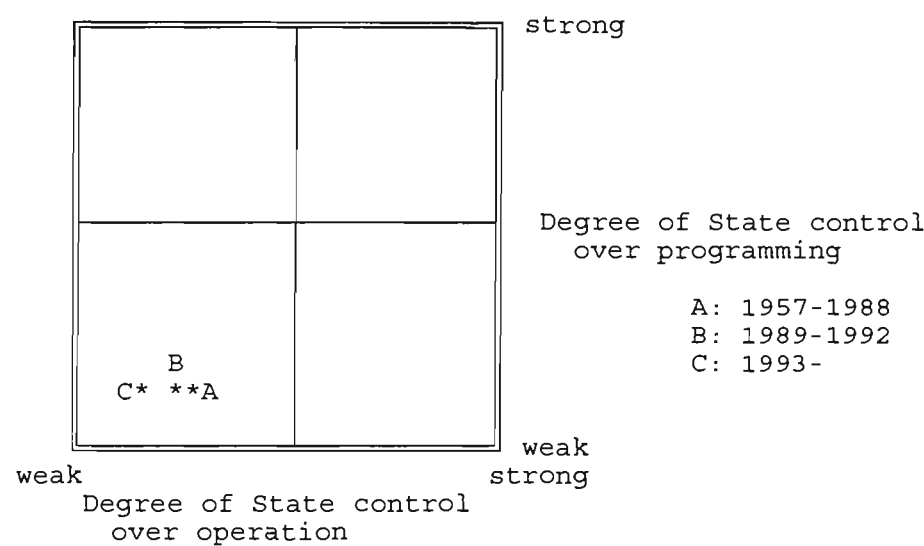 strong
Degree of State control
over programming
A: 1957-1988
B: 1989-1992
C: 1993-
B
C* **A
weak
weak
strong
Degree of State control
over operation